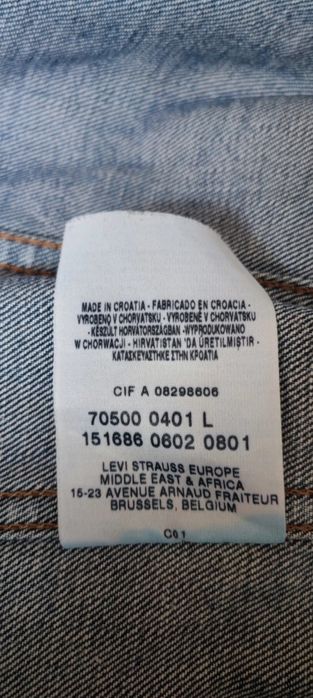 MADE IN CROATIA - FABRICADO EN CROACIA -
VYROBENO V CHORVATSKU - VYROBENÉ V CHORVÁTSKU
- KÉSZÜLT HORVÁTORSZÁGBAN - WYPRODUKOWANO
W CHORWACJI - HIRVATISTAN 'DA ÜRETILMIŞTIR -
ΚΑΤΑΣΚΕΥΑΣΤΗΚΕ ΣΤΗΝ ΚΡΟΑΤΙΑ
CIF A 08298606
70500 0401 L
151686 0602 0801
LEVI STRAUSS EUROPE
MIDDLE EAST & AFRICA
15-23 AVENUE ARNAUD FRAITEUR
BRUSSELS, BELGIUM
C01